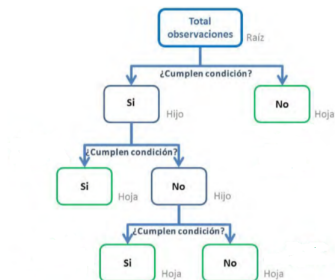 Total
observaciones
Raíz
¿Cumplen condición?
Si
Hijo
No
Hoja
¿Cumplen condición?
Si
Hoja
No
Hijo
¿Cumplen condición?
Si
Hoja
No
Hoja